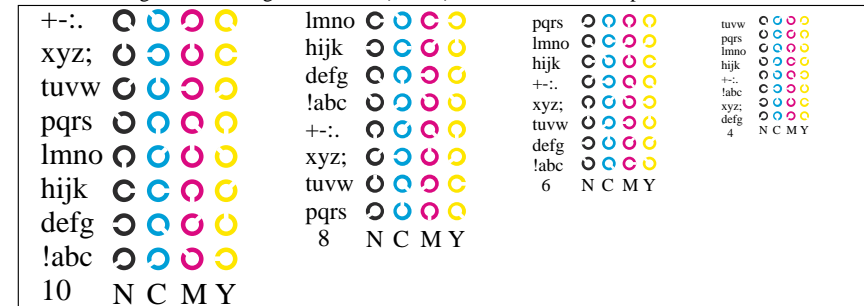 +-:.
xyz;
tuvw
pqrs
lmno
hijk
defg
!abc
10 N C M Y
lmno
hijk
defg
!abc
+-:.
xyz;
tuvw
pqrs
8 N C M Y
pqrs
lmno
hijk
+-:.
xyz;
tuvw
defg
!abc
6 N C M Y
tuvw
pqrs
lmno
hijk
+-:.
!abc
xyz;
defg
4 N C M Y